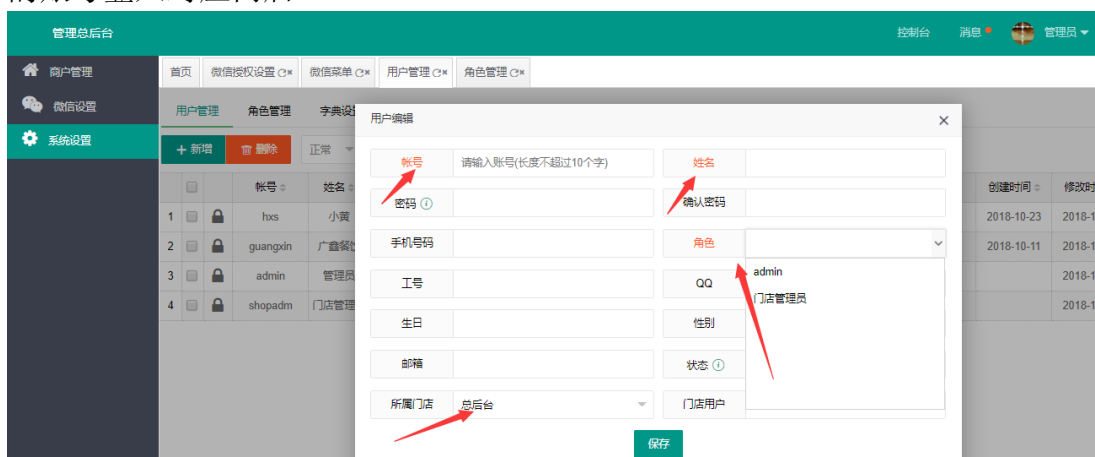 管理总后台 控制台 消息 管理员
商户管理 首页 微信授权设置 微信菜单 用户管理 角色管理
微信设置 用户管理 角色管理 字典设
系统设置 新增 删除 正常
用户编辑
帐号 请输入账号(长度不超过10个字) 姓名
帐号 姓名 创建时间 修改时
密码 确认密码
1 hxs 小黄 2018-10-23 2018-1
手机号码 角色
2 guangxin 广鑫餐饮 2018-10-11 2018-1
admin
3 admin 管理员 工号 QQ 2018-1
门店管理员
4 shopadm 门店管理 2018-1
生日 性别
邮箱 状态
所属门店 总后台 门店用户
保存